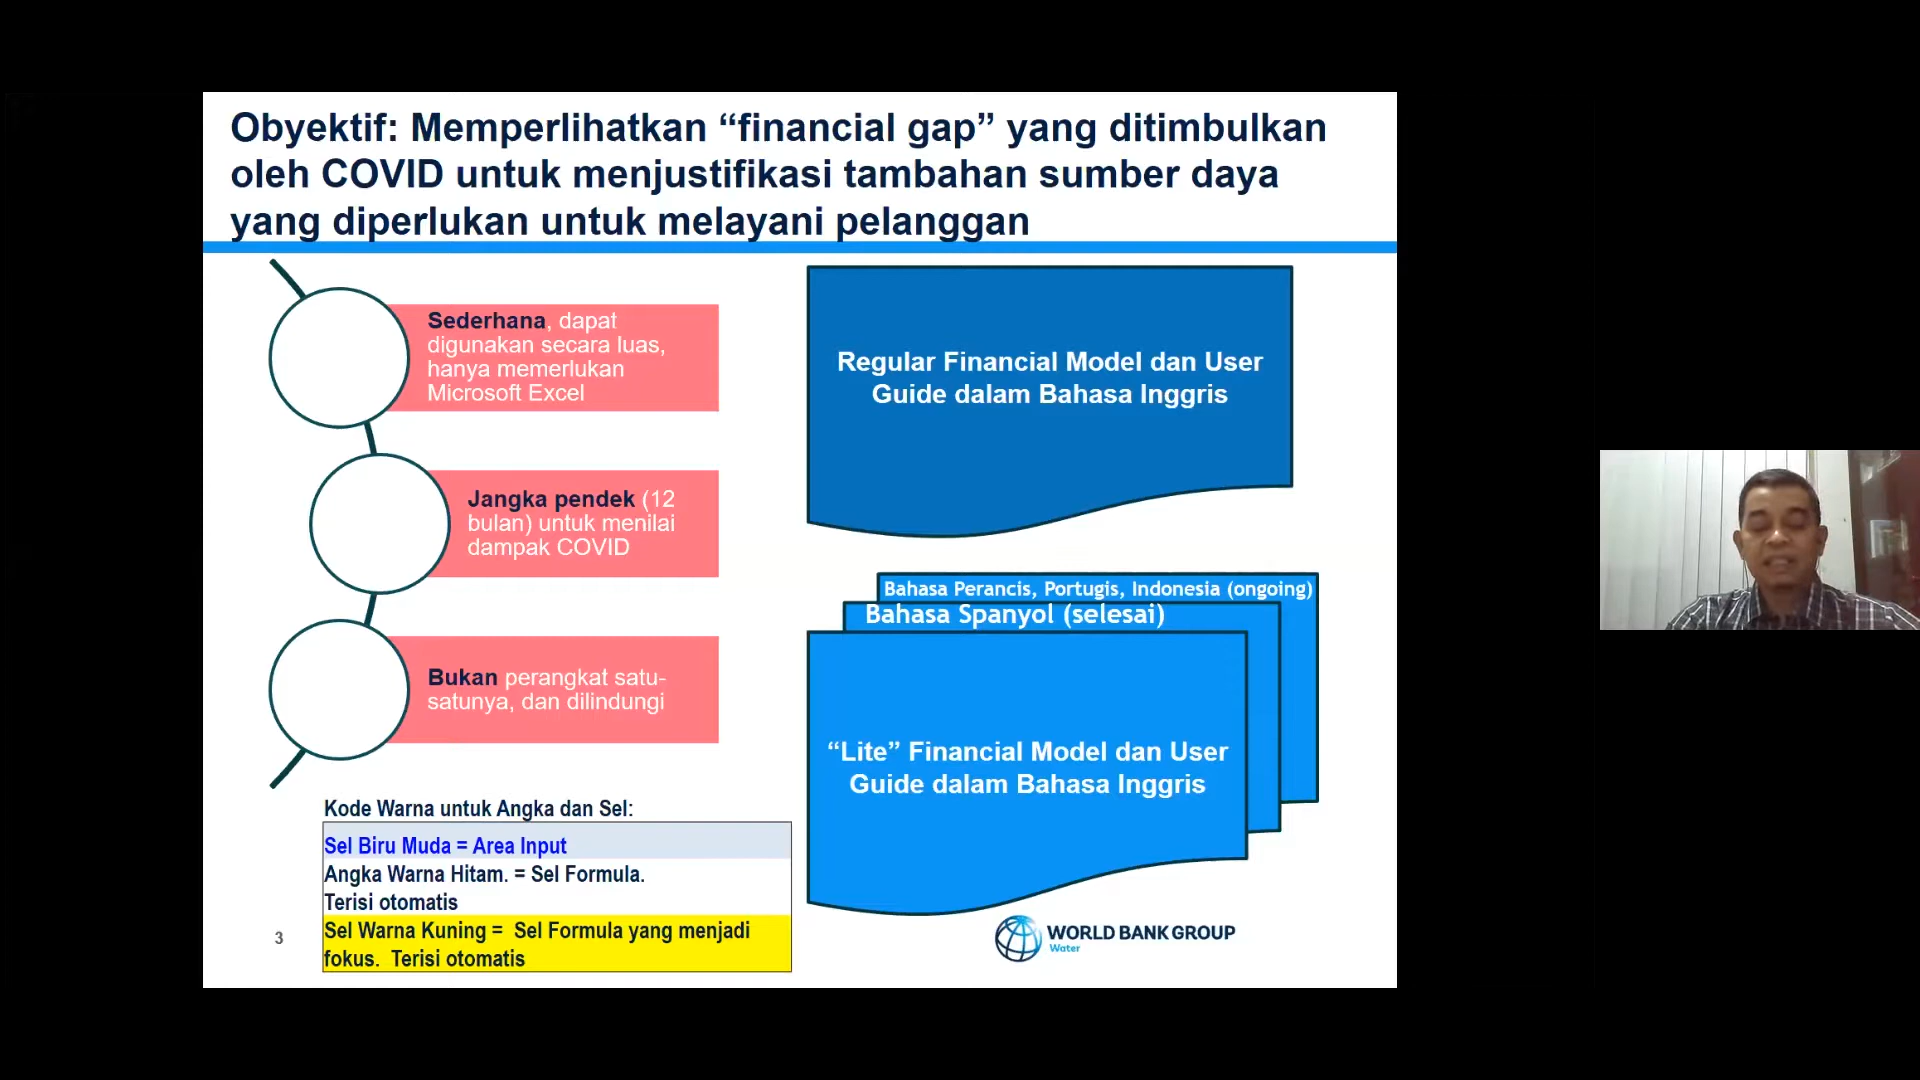 Obyektif: Memperlihatkan “financial gap” yang ditimbulkan
oleh COVID untuk menjustifikasi tambahan sumber daya
yang diperlukan untuk melayani pelanggan
Sederhana, dapat
digunakan secara luas,
hanya memerlukan
Microsoft Excel
Jangka pendek (12
bulan) untuk menilai
dampak COVID
Bukan perangkat satu-
satunya, dan dilindungi
Kode Warna untuk Angka dan Sel:
Sel Biru Muda = Area Input
Angka Warna Hitam. = Sel Formula.
Terisi otomatis
Sel Warna Kuning = Sel Formula yang menjadi
fokus. Terisi otomatis
Regular Financial Model dan User
Guide dalam Bahasa Inggris
Bahasa Perancis, Portugis, Indonesia (ongoing)
Bahasa Spanyol (selesai)
“Lite” Financial Model dan User
Guide dalam Bahasa Inggris
3
WORLD BANK GROUP
Water